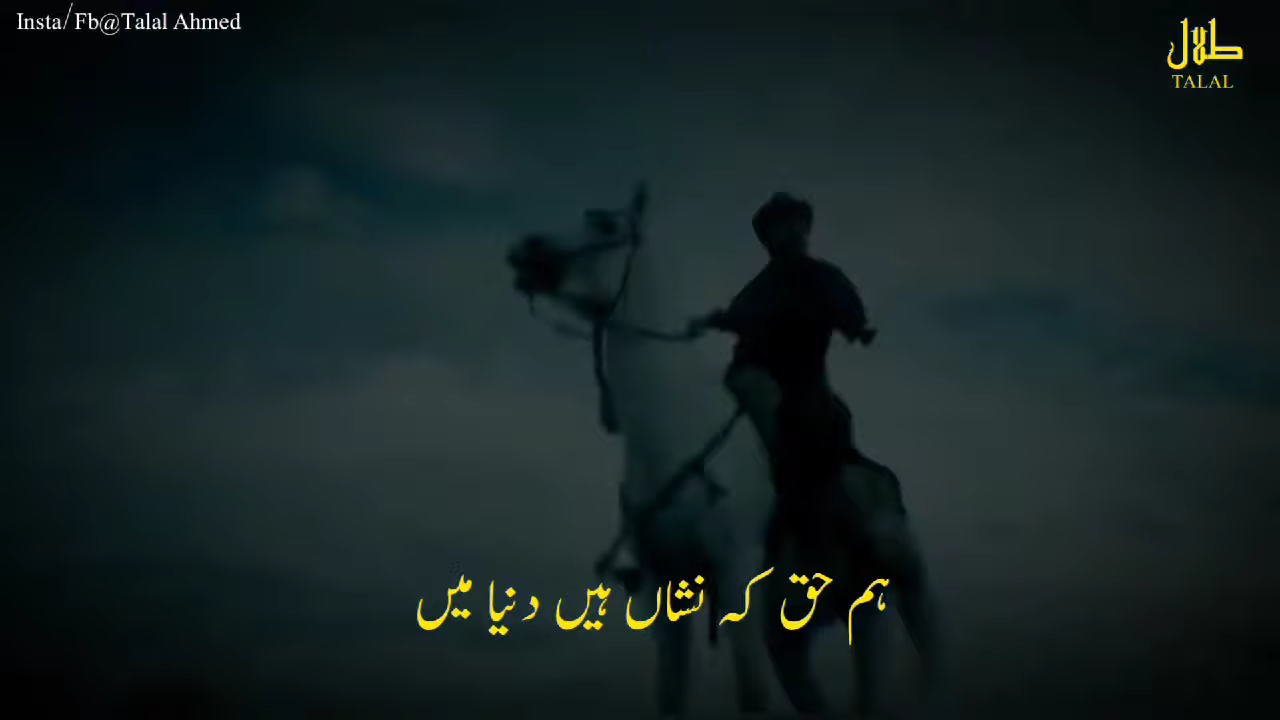 Insta/Fb@Talal Ahmed
طلال
TALAL
ہم حق کہ نشاں ہیں دنیا میں